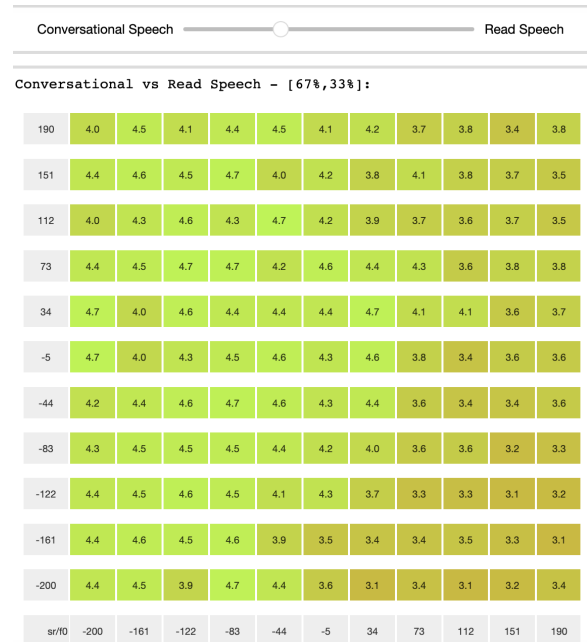 Conversational Speech Read Speech
Conversational vs Read Speech - [67%,33%]:
190 4.0 4.5 4.1 4.4 4.5 4.1 4.2 3.7 3.8 3.4 3.8
151 4.4 4.6 4.5 4.7 4.0 4.2 3.8 4.1 3.8 3.7 3.5
112 4.0 4.3 4.6 4.3 4.7 4.2 3.9 3.7 3.6 3.7 3.5
73 4.4 4.5 4.7 4.7 4.2 4.6 4.4 4.3 3.6 3.8 3.8
34 4.7 4.0 4.6 4.4 4.4 4.4 4.7 4.1 4.1 3.6 3.7
-5 4.7 4.0 4.3 4.5 4.6 4.3 4.6 3.8 3.4 3.6 3.6
-44 4.2 4.4 4.6 4.7 4.6 4.3 4.4 3.6 3.4 3.4 3.6
-83 4.3 4.5 4.5 4.5 4.4 4.2 4.0 3.6 3.6 3.2 3.3
-122 4.4 4.5 4.6 4.5 4.1 4.3 3.7 3.3 3.3 3.1 3.2
-161 4.4 4.6 4.5 4.6 3.9 3.5 3.4 3.4 3.5 3.3 3.1
-200 4.4 4.5 3.9 4.7 4.4 3.6 3.1 3.4 3.1 3.2 3.4
sr/f0 -200 -161 -122 -83 -44 -5 34 73 112 151 190